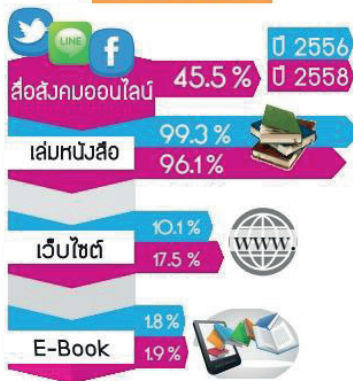 LINE
f
ปี 2556
สื่อสังคมออนไลน์ 45.5 % ปี 2558
99.3 %
เล่มหนังสือ
96.1%
10.1 %
เว็บไซต์
17.5 %
www.
1.8 %
E-Book
1.9 %